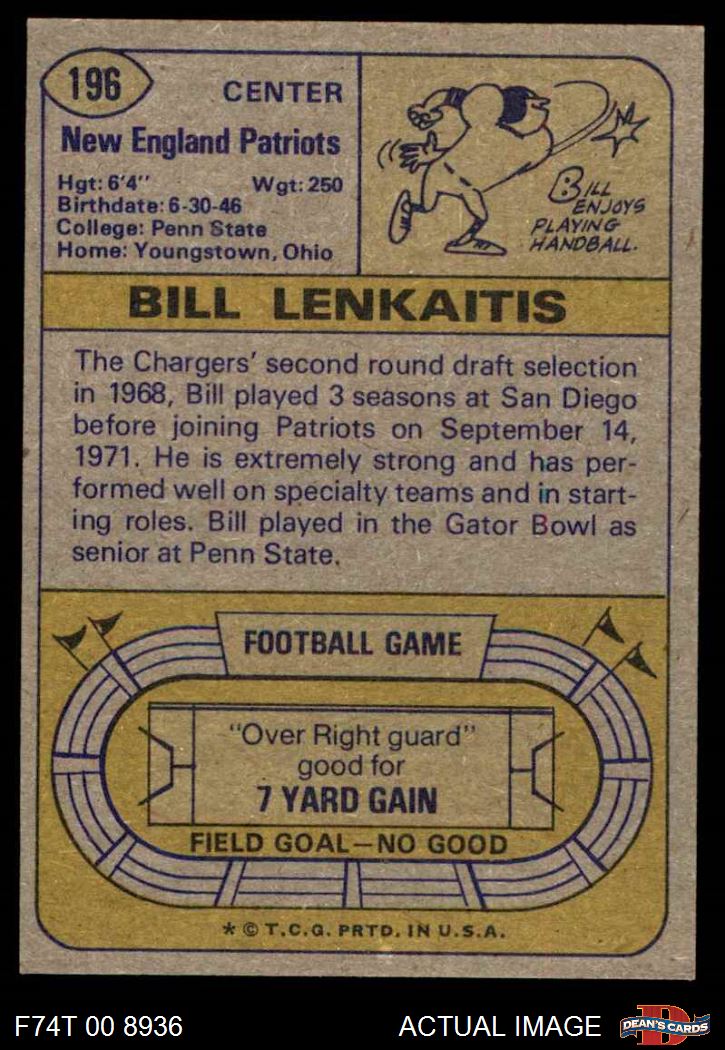 196
CENTER
New England Patriots
Hgt: 6'4" Wgt: 250
Birthdate: 6-30-46
College: Penn State
Home: Youngstown, Ohio
BILL
ENJOYS
PLAYING
HANDBALL.
BILL LENKAITIS
The Chargers' second round draft selection
in 1968, Bill played 3 seasons at San Diego
before joining Patriots on September 14,
1971. He is extremely strong and has per-
formed well on specialty teams and in start-
ing roles. Bill played in the Gator Bowl as
senior at Penn State.
FOOTBALL GAME
"Over Right guard"
good for
7 YARD GAIN
FIELD GOAL—NO GOOD
* © T.C.G. PRTD. IN U.S.A.
F74T 00 8936 ACTUAL IMAGE
D
DEAN'S CARDS